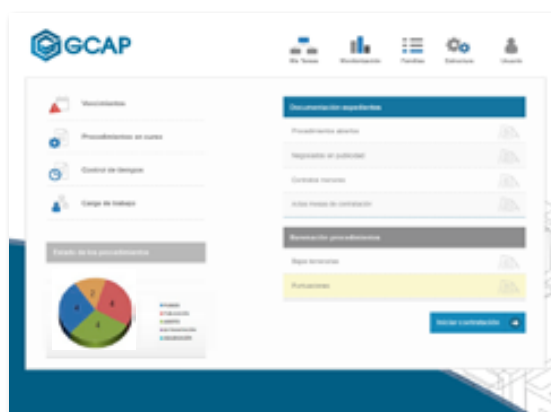 GCAP
Mis Tareas
Monitorización
Familias
Estructura
Usuario
Vencimientos
Procedimientos en curso
Control de tiempos
Carga de trabajo
Estado de los procedimientos
Documentación expedientes
Procedimientos abiertos
Negociados sin publicidad
Contratos menores
Actas mesas de contratación
Baremación procedimientos
Bajas temerarias
Puntuaciones
Iniciar contratación